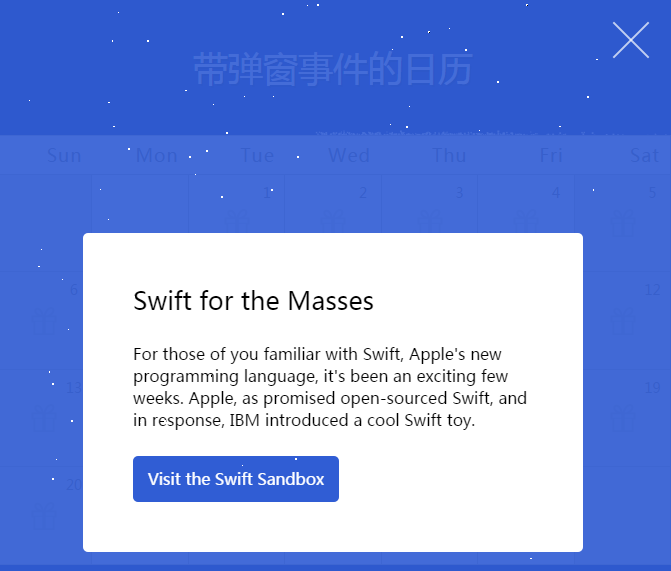 带弹窗事件的日历
Sun Mon Tue Wed Thu Fri Sat
1 2 3 4 5
6 12
Swift for the Masses
For those of you familiar with Swift, Apple's new
programming language, it's been an exciting few
weeks. Apple, as promised open-sourced Swift, and
in response, IBM introduced a cool Swift toy.
13 19
Visit the Swift Sandbox
20